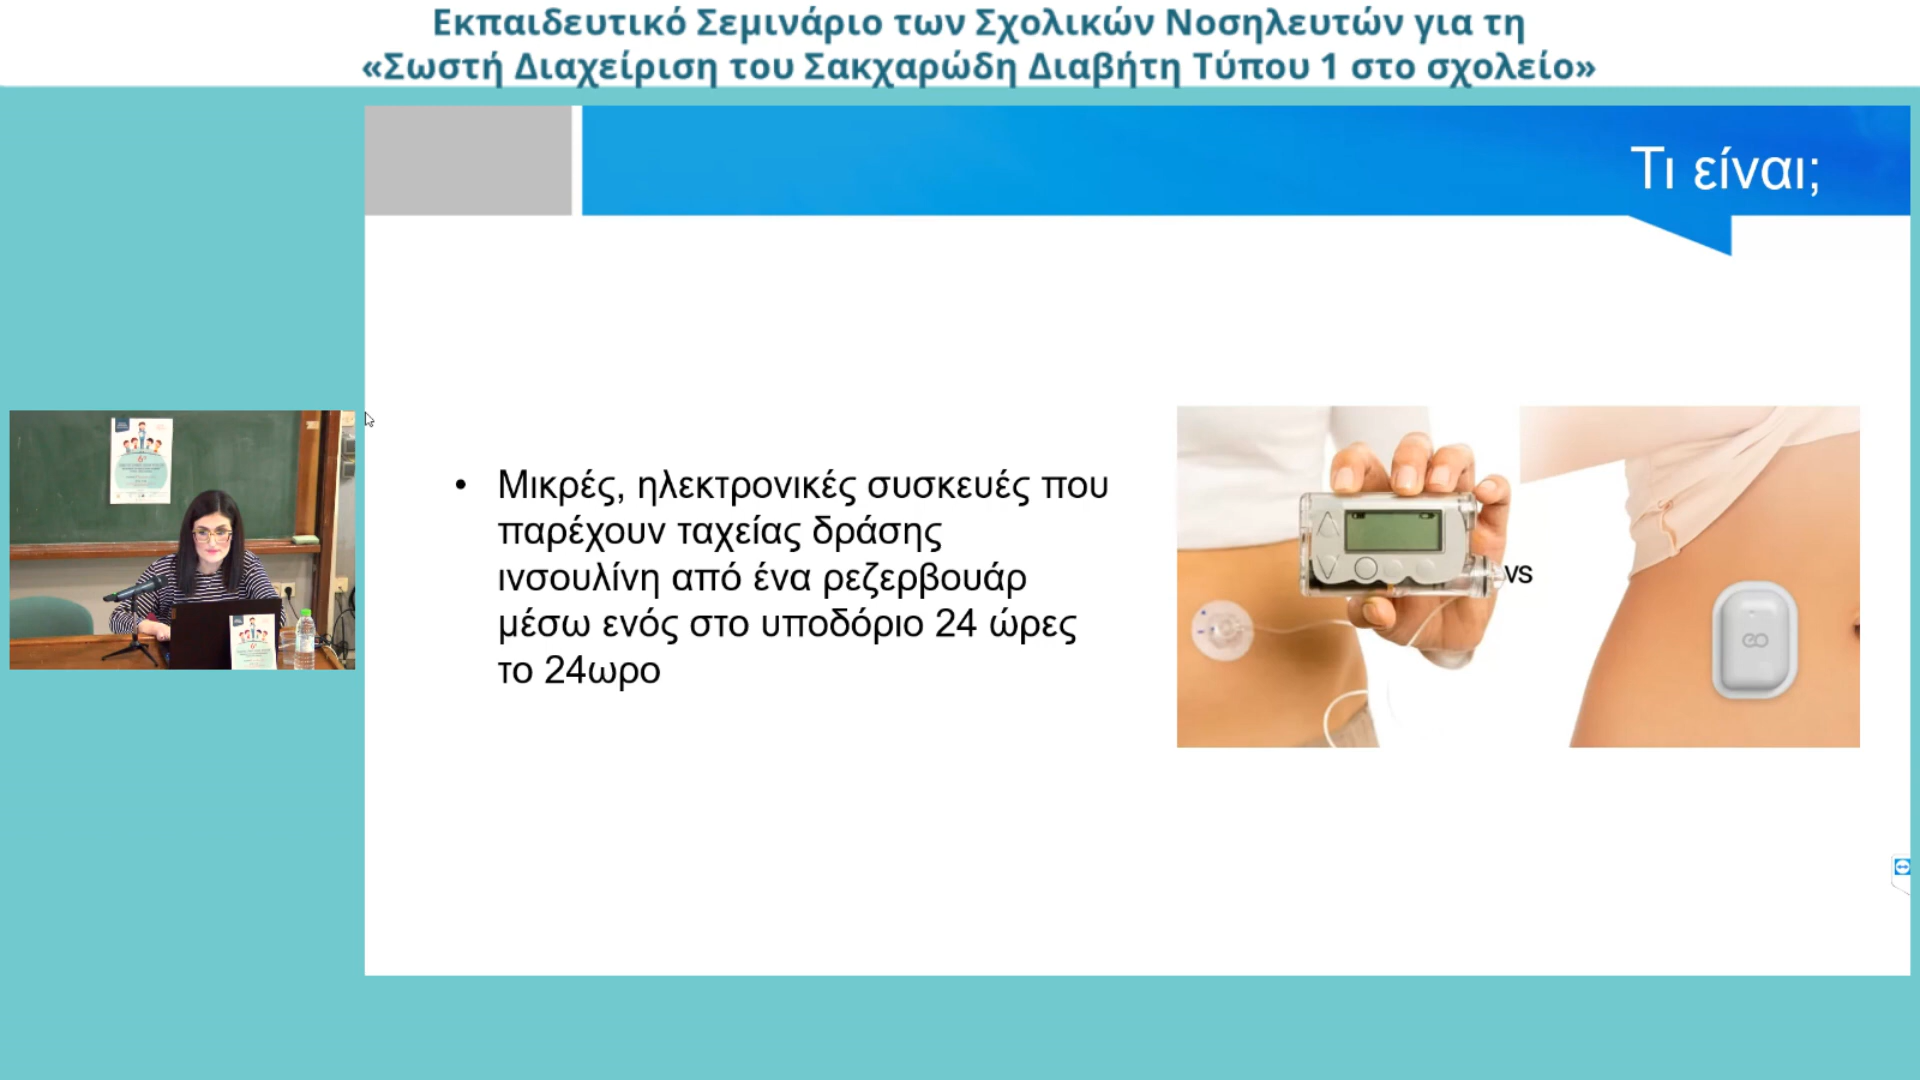 Εκπαιδευτικό Σεμινάριο των Σχολικών Νοσηλευτών για τη
«Σωστή Διαχείριση του Σακχαρώδη Διαβήτη Τύπου 1 στο σχολείο»
Τι είναι;
• Μικρές, ηλεκτρονικές συσκευές που
παρέχουν ταχείας δράσης
ινσουλίνη από ένα ρεζερβουάρ
μέσω ενός στο υποδόριο 24 ώρες
το 24ωρο
vs